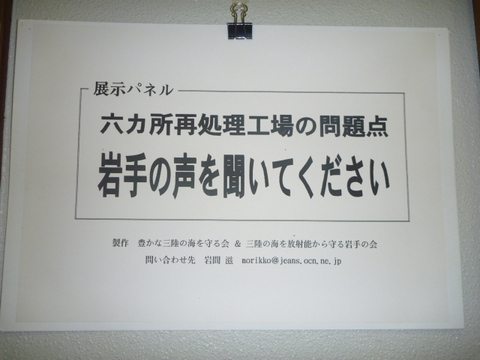 展示パネル
六カ所再処理工場の問題点
岩手の声を聞いてください
製作 豊かな三陸の海を守る会 & 三陸の海を放射能から守る岩手の会
問い合わせ先 岩間 滋 morikko@jeans.ocn.ne.jp